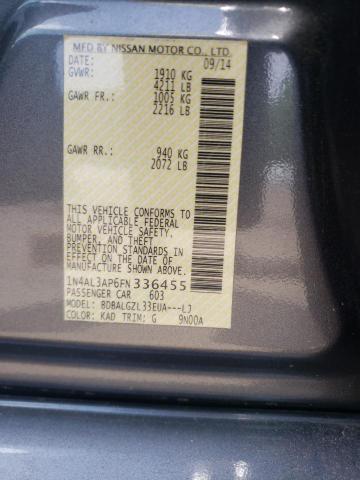 MFD BY NISSAN MOTOR CO., LTD.
DATE: 09/14
GVWR: 1910 KG
4211 LB
GAWR FR.: 1005 KG
2216 LB
GAWR RR.: 940 KG
2072 LB
THIS VEHICLE CONFORMS TO
ALL APPLICABLE FEDERAL
MOTOR VEHICLE SAFETY,
BUMPER, AND THEFT
PREVENTION STANDARDS
IN EFFECT ON THE DATE OF
MANUFACTURE SHOWN ABOVE.
1N4AL3AP6FN336455
PASSENGER CAR 603
MODEL: BDBALGZL33EUA---LJ
COLOR: KAD TRIM: G 9N00A